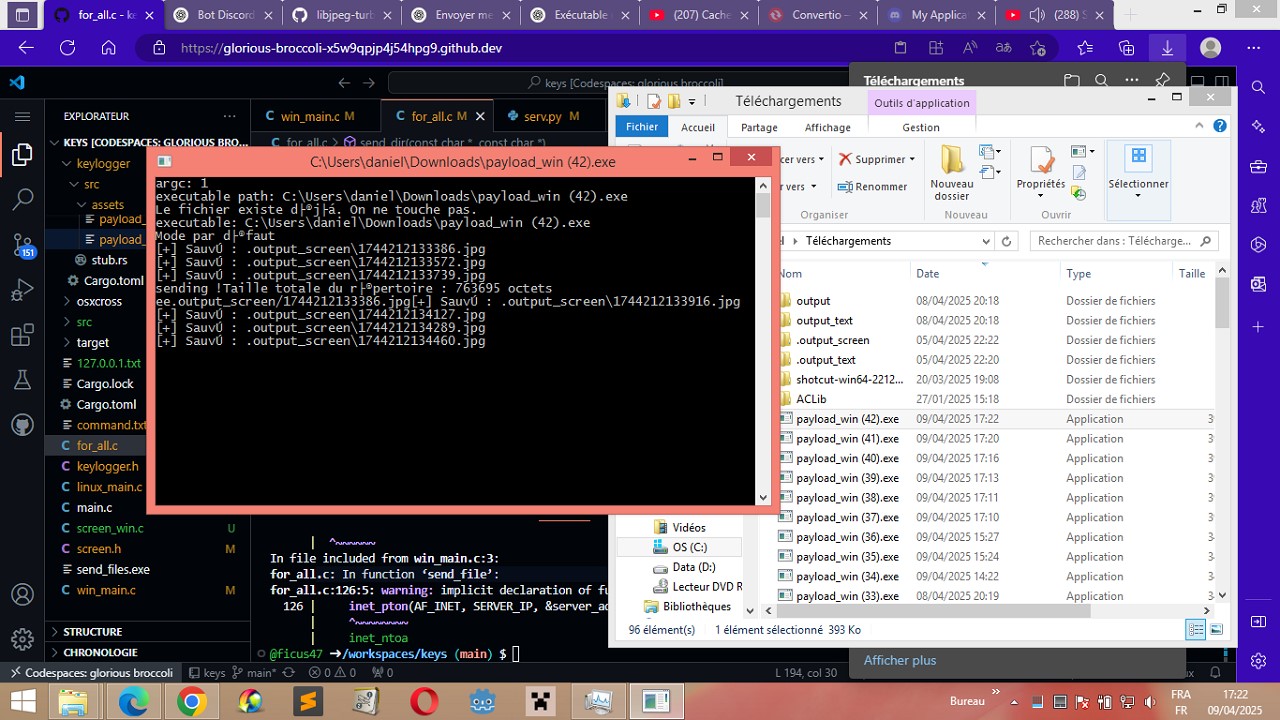 for_all.c
Bot Discord
libjpeg-turb
Envoyer me
Exécutable
(207) Cache
Convertio –
My Applica
(288) S
https://glorious-broccoli-x5w9qpjp4j54hpg9.github.dev
keys [Codespaces: glorious broccoli]
Téléchargements
EXPLORATEUR
win_main.c M
for_all.c M
serv.py M
KEYS [CODESPACES: GLORIOUS BRO...
for_all.c > send_dir(const char *, const char *)
keylogger
src
assets
payload_
payload_
stub.rs
Cargo.toml
osxcross
src
target
127.0.0.1.txt
Cargo.lock
Cargo.toml
command.txt
for_all.c
keylogger.h
linux_main.c
main.c
screen_win.c U
screen.h M
send_files.exe
win_main.c M
STRUCTURE
CHRONOLOGIE
151
C:\Users\daniel\Downloads\payload_win (42).exe
argc: 1
executable path: C:\Users\daniel\Downloads\payload_win (42).exe
Le fichier existe d├®j├á. On ne touche pas.
executable: C:\Users\daniel\Downloads\payload_win (42).exe
Mode par d├®faut
[+] SauvÚ : .output_screen\1744212133386.jpg
[+] SauvÚ : .output_screen\1744212133572.jpg
[+] SauvÚ : .output_screen\1744212133739.jpg
sending !Taille totale du r├®pertoire : 763695 octets
ee.output_screen/1744212133386.jpg[+] SauvÚ : .output_screen\1744212133916.jpg
[+] SauvÚ : .output_screen\1744212134127.jpg
[+] SauvÚ : .output_screen\1744212134289.jpg
[+] SauvÚ : .output_screen\1744212134460.jpg
| ^~~~~~~
In file included from win_main.c:3:
for_all.c: In function ‘send_file’:
for_all.c:126:5: warning: implicit declaration of fu
126 | inet_pton(AF_INET, SERVER_IP, &server_ad
| ^~~~~~~~~
| inet_ntoa
@ficus47 ➜/workspaces/keys (main) $
Téléchargements
Outils d'application
Fichier
Accueil
Partage
Affichage
Gestion
cer vers
vers
Supprimer
Renommer
Nouveau
dossier
Propriétés
Sélectionner
Organiser
Nouveau
Ouvrir
Téléchargements
Rechercher dans : Téléchargem...
Nom
Date
Type
Taille
output 08/04/2025 20:18 Dossier de fichiers
output_text 08/04/2025 20:18 Dossier de fichiers
.output_screen 05/04/2025 22:22 Dossier de fichiers
.output_text 05/04/2025 22:20 Dossier de fichiers
shotcut-win64-2212... 20/03/2025 19:08 Dossier de fichiers
ACLib 27/01/2025 15:18 Dossier de fichiers
payload_win (42).exe 09/04/2025 17:22 Application
payload_win (41).exe 09/04/2025 17:20 Application
payload_win (40).exe 09/04/2025 17:16 Application
payload_win (39).exe 09/04/2025 17:13 Application
payload_win (38).exe 09/04/2025 17:11 Application
payload_win (37).exe 09/04/2025 17:10 Application
payload_win (36).exe 09/04/2025 15:27 Application
payload_win (35).exe 09/04/2025 15:24 Application
payload_win (34).exe 09/04/2025 14:22 Application
payload_win (33).exe 08/04/2025 20:19 Application
Vidéos
OS (C:)
Data (D:)
Lecteur DVD R
Bibliothèques
96 élément(s) 1 élément sélectionné 393 Ko
Afficher plus
Codespaces: glorious broccoli
keys
main*
0 0
0
L 194, col 30
Bureau
FRA
FR
17:22
09/04/2025